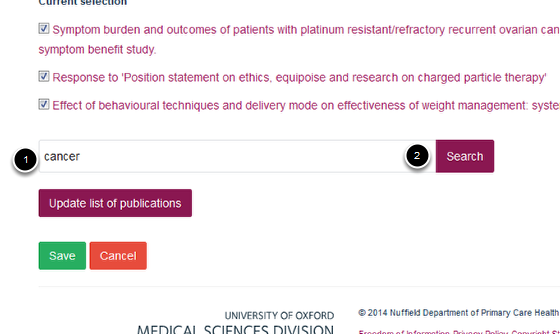 Current selection
Symptom burden and outcomes of patients with platinum resistant/refractory recurrent ovarian can
symptom benefit study.
Response to 'Position statement on ethics, equipoise and research on charged particle therapy'
Effect of behavioural techniques and delivery mode on effectiveness of weight management: syste
1 cancer 2 Search
Update list of publications
Save Cancel
UNIVERSITY OF OXFORD
MEDICAL SCIENCES DIVISION
© 2014 Nuffield Department of Primary Care Health
Freedom of Information Privacy Policy Copyright St